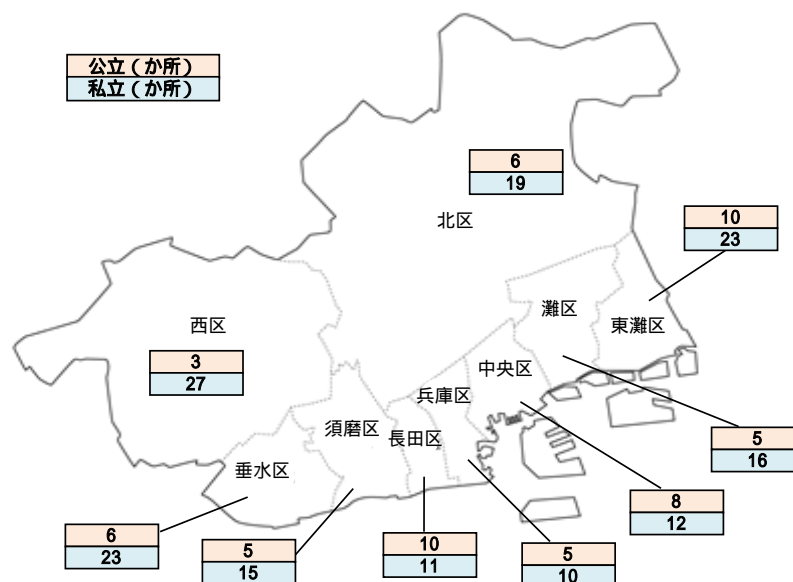 公立（か所）
私立（か所）
6
19
北区
10
23
灘区
東灘区
西区
3
27
中央区
兵庫区
須磨区
長田区
垂水区
5
16
8
12
6
23
5
15
10
11
5
10